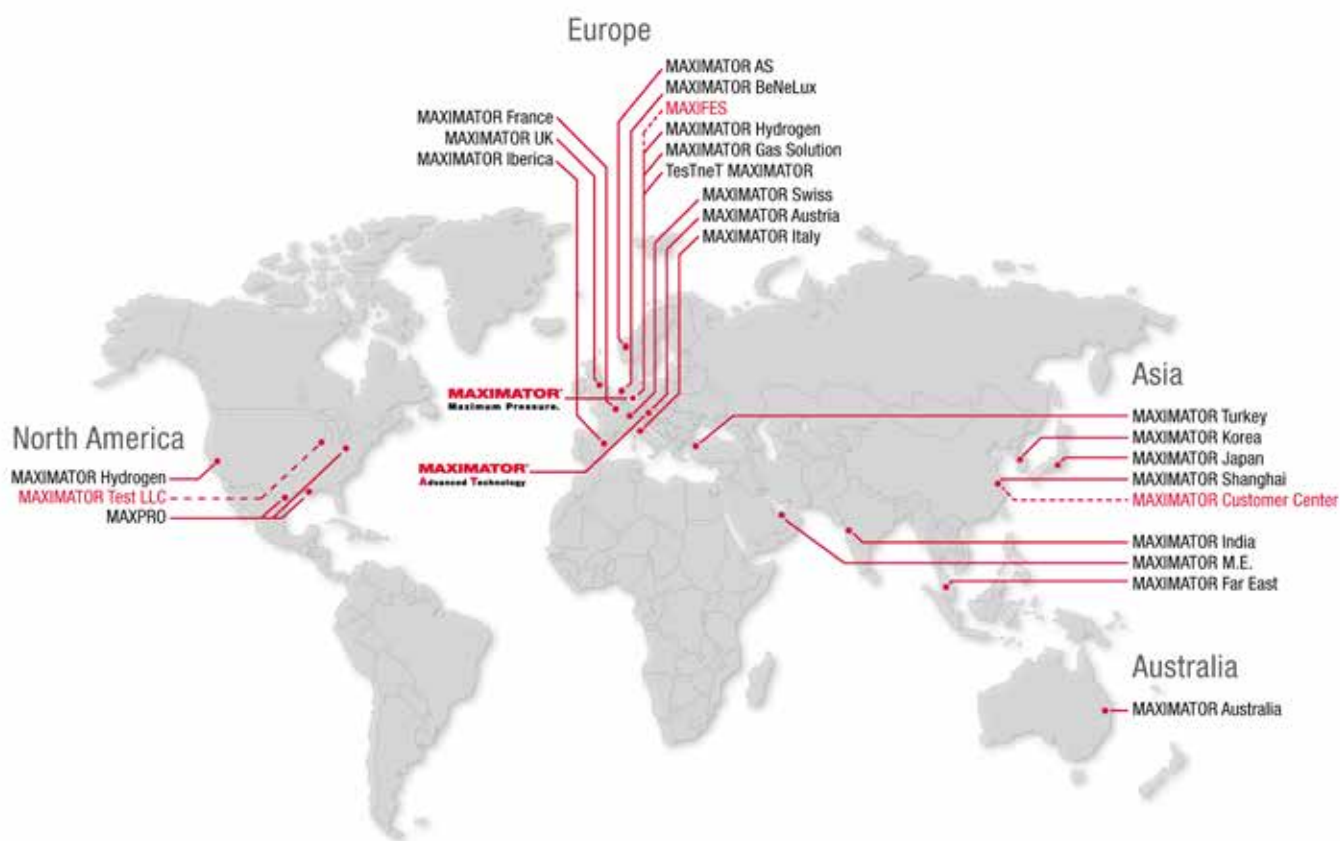 Europe
MAXIMATOR AS
MAXIMATOR BeNeLux
MAXIFES
MAXIMATOR Hydrogen
MAXIMATOR Gas Solution
TesTneT MAXIMATOR
MAXIMATOR Swiss
MAXIMATOR Austria
MAXIMATOR Italy
MAXIMATOR France
MAXIMATOR UK
MAXIMATOR Iberica
MAXIMATOR®
Maximum Pressure.
MAXIMATOR®
Advanced Technology
North America
MAXIMATOR Hydrogen
MAXIMATOR Test LLC
MAXPRO
Asia
MAXIMATOR Turkey
MAXIMATOR Korea
MAXIMATOR Japan
MAXIMATOR Shanghai
MAXIMATOR Customer Center
MAXIMATOR India
MAXIMATOR M.E.
MAXIMATOR Far East
Australia
MAXIMATOR Australia